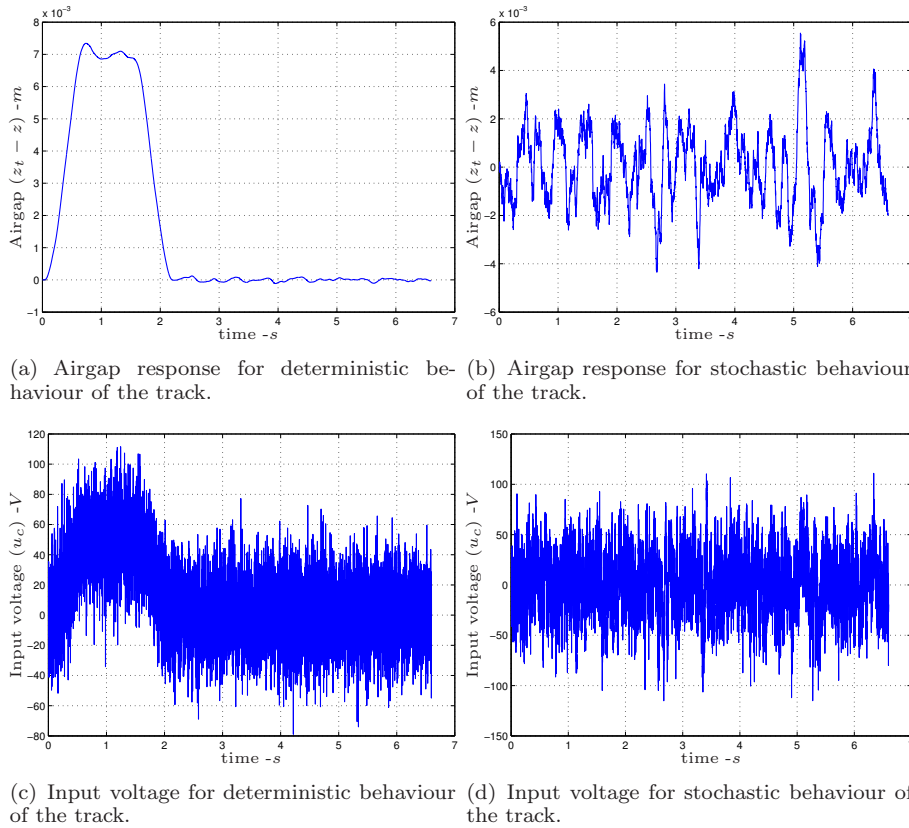 x 10⁻³
8
7
6
5
4
3
2
1
0
−1
0 1 2 3 4 5 6 7
Airgap (z_t − z) -m
time -s
x 10⁻³
6
4
2
0
−2
−4
−6
0 1 2 3 4 5 6
Airgap (z_t − z) -m
time -s
(a) Airgap response for deterministic be-
haviour of the track.
(b) Airgap response for stochastic behaviour
of the track.
120
100
80
60
40
20
0
−20
−40
−60
−80
0 1 2 3 4 5 6 7
Input voltage (u_c) -V
time -s
150
100
50
0
−50
−100
−150
0 1 2 3 4 5 6
Input voltage (u_c) -V
time -s
(c) Input voltage for deterministic behaviour
of the track.
(d) Input voltage for stochastic behaviour of
the track.